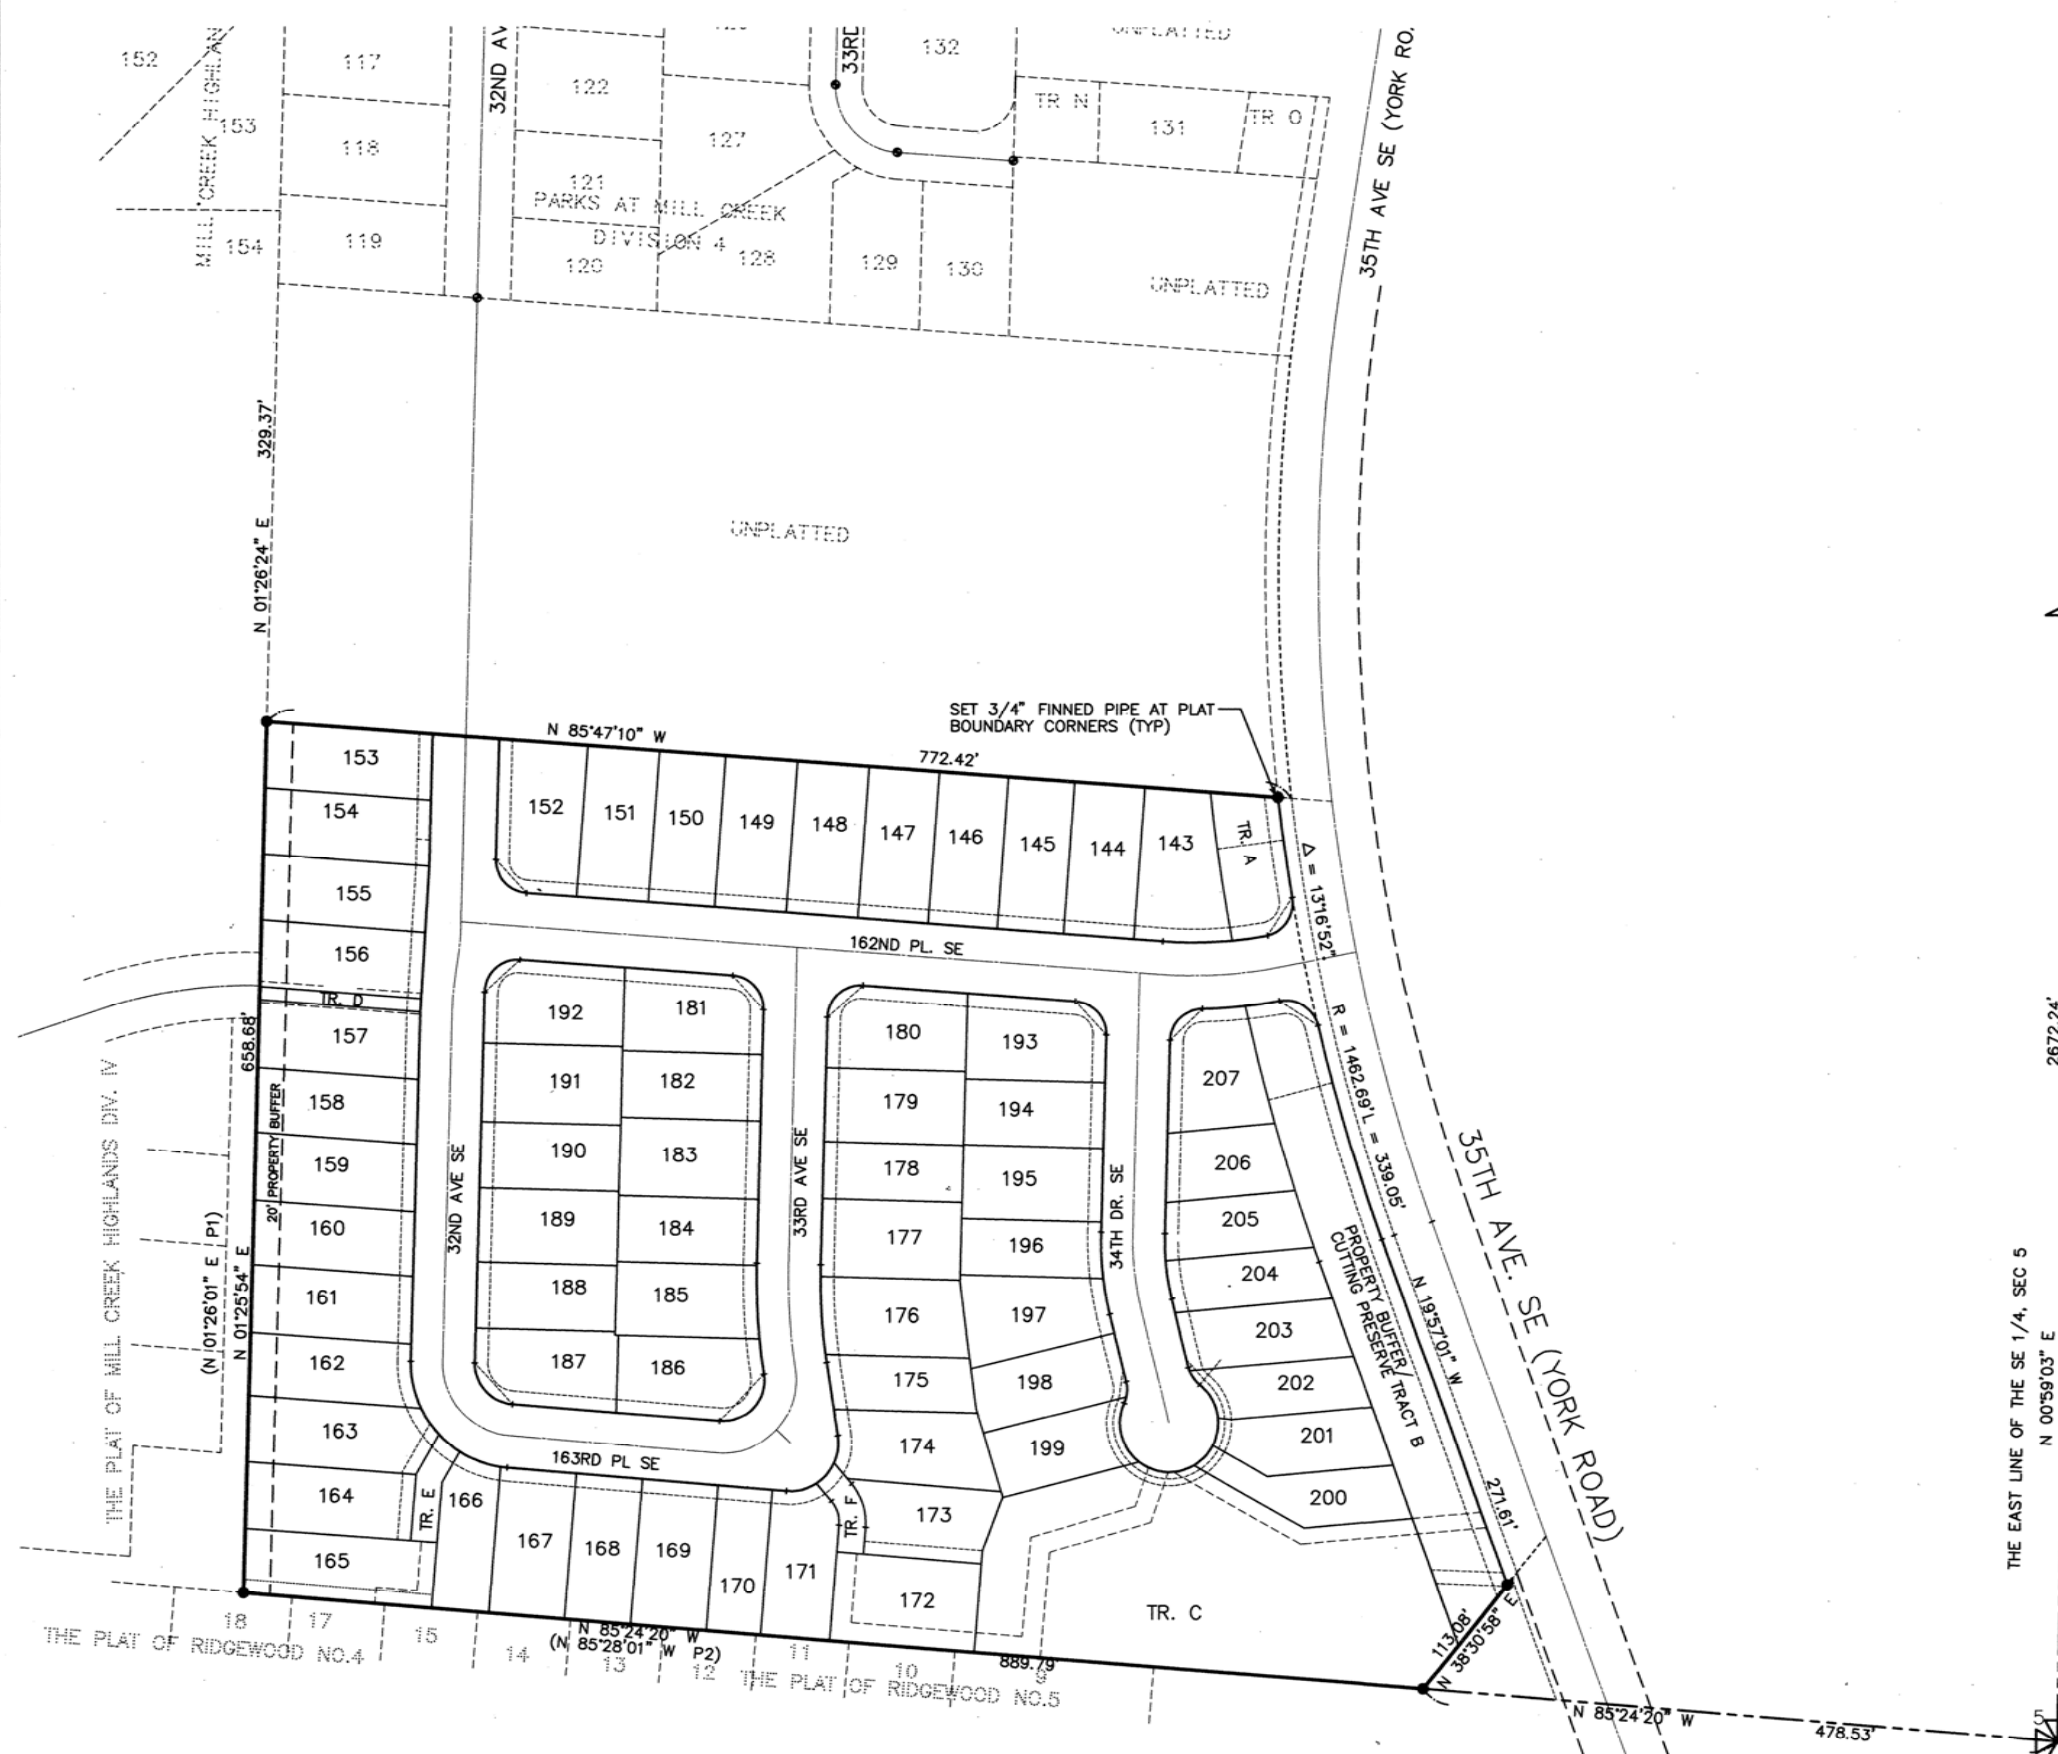 152
117
32ND AV
122
33RD
132
UNPLATTED
35TH AVE SE (YORK RO.
MILL CREEK HIGHLAN
153
118
127
TR N
131
TR O
121
PARKS AT MILL CREEK
DIVISION 4
154
119
120
128
129
130
UNPLATTED
329.37'
N 01°26'24" E
UNPLATTED
SET 3/4" FINNED PIPE AT PLAT
BOUNDARY CORNERS (TYP)
N 85°47'10" W
772.42'
153
154
155
156
TR. D
157
158
159
160
161
162
163
164
165
152
151
150
149
148
147
146
145
144
143
TR. A
Δ = 13°16'52"
R = 1462.69'
L = 339.05'
162ND PL. SE
192
181
191
182
190
183
189
184
188
185
187
186
180
193
179
194
178
195
177
196
176
197
175
198
174
199
173
172
207
206
205
204
203
202
201
200
32ND AVE SE
33RD AVE SE
34TH DR. SE
163RD PL SE
TR. E
166
167
168
169
170
171
TR. F
TR. C
PROPERTY BUFFER/
CUTTING PRESERVE TRACT B
N 19°57'01" W
271.61'
35TH AVE. SE (YORK ROAD)
658.68'
20' PROPERTY BUFFER
(N 01°26'01" E P1)
N 01°25'54" E
THE PLAT OF MILL CREEK HIGHLANDS DIV. IV
18
17
15
14
13
12
11
10
9
THE PLAT OF RIDGEWOOD NO.4
N 85°24'20" W
(N 85°28'01" W P2)
THE PLAT OF RIDGEWOOD NO.5
889.79'
113.08'
N 38°30'58" E
N 85°24'20" W
478.53'
5
THE EAST LINE OF THE SE 1/4, SEC 5
N 00°59'03" E
2672.24'